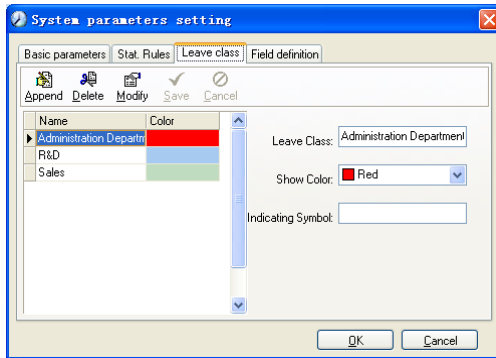 System parameters setting
Basic parameters Stat. Rules Leave class Field definition
Append Delete Modify Save Cancel
Name Color
Administration Departm Leave Class: Administration Department
R&D
Sales Show Color: Red
Indicating Symbol:
OK Cancel